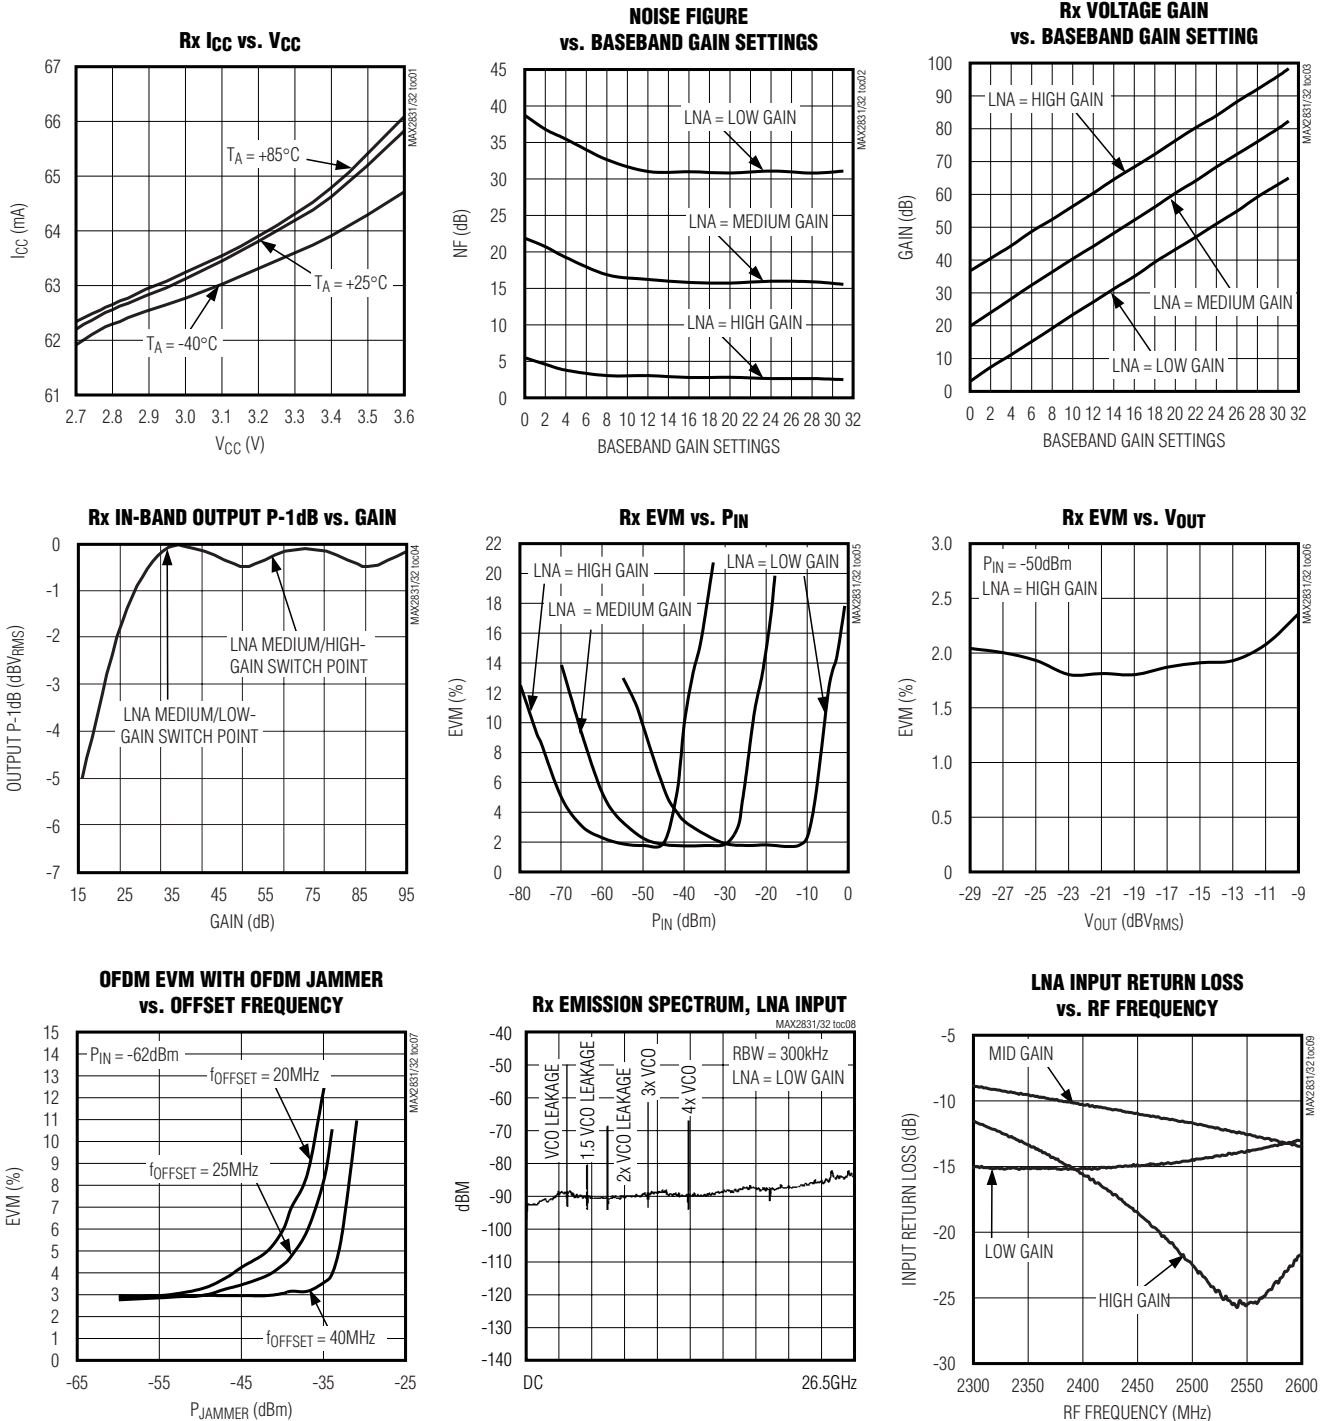 Rx ICC vs. VCC
MAX2831/32 toc01
67
66
65
64
63
62
61
ICC (mA)
TA = +85°C
TA = +25°C
TA = -40°C
2.7 2.8 2.9 3.0 3.1 3.2 3.3 3.4 3.5 3.6
VCC (V)
NOISE FIGURE
vs. BASEBAND GAIN SETTINGS
MAX2831/32 toc02
45
40
35
30
25
20
15
10
5
0
NF (dB)
LNA = LOW GAIN
LNA = MEDIUM GAIN
LNA = HIGH GAIN
0 2 4 6 8 10 12 14 16 18 20 22 24 26 28 30 32
BASEBAND GAIN SETTINGS
Rx VOLTAGE GAIN
vs. BASEBAND GAIN SETTING
MAX2831/32 toc03
100
90
80
70
60
50
40
30
20
10
0
GAIN (dB)
LNA = HIGH GAIN
LNA = MEDIUM GAIN
LNA = LOW GAIN
0 2 4 6 8 10 12 14 16 18 20 22 24 26 28 30 32
BASEBAND GAIN SETTINGS
Rx IN-BAND OUTPUT P-1dB vs. GAIN
MAX2831/32 toc04
0
-1
-2
-3
-4
-5
-6
-7
OUTPUT P-1dB (dBVRMS)
LNA MEDIUM/HIGH-
GAIN SWITCH POINT
LNA MEDIUM/LOW-
GAIN SWITCH POINT
15 25 35 45 55 65 75 85 95
GAIN (dB)
Rx EVM vs. PIN
MAX2831/32 toc05
22
20
18
16
14
12
10
8
6
4
2
0
EVM (%)
LNA = HIGH GAIN
LNA = LOW GAIN
LNA = MEDIUM GAIN
-80 -70 -60 -50 -40 -30 -20 -10 0
PIN (dBm)
Rx EVM vs. VOUT
MAX2831/32 toc06
3.0
2.5
2.0
1.5
1.0
0.5
0
EVM (%)
PIN = -50dBm
LNA = HIGH GAIN
-29 -27 -25 -23 -21 -19 -17 -15 -13 -11 -9
VOUT (dBVRMS)
OFDM EVM WITH OFDM JAMMER
vs. OFFSET FREQUENCY
MAX2831/32 toc07
15
14
13
12
11
10
9
8
7
6
5
4
3
2
1
0
EVM (%)
PIN = -62dBm
fOFFSET = 20MHz
fOFFSET = 25MHz
fOFFSET = 40MHz
-65 -55 -45 -35 -25
PJAMMER (dBm)
Rx EMISSION SPECTRUM, LNA INPUT
MAX2831/32 toc08
-40
-50
-60
-70
-80
-90
-100
-110
-120
-130
-140
dBM
VCO LEAKAGE
1.5 VCO LEAKAGE
2x VCO LEAKAGE
3x VCO
4x VCO
RBW = 300kHz
LNA = LOW GAIN
DC 26.5GHz
LNA INPUT RETURN LOSS
vs. RF FREQUENCY
MAX2831/32 toc09
-5
-10
-15
-20
-25
-30
INPUT RETURN LOSS (dB)
MID GAIN
LOW GAIN
HIGH GAIN
2300 2350 2400 2450 2500 2550 2600
RF FREQUENCY (MHz)